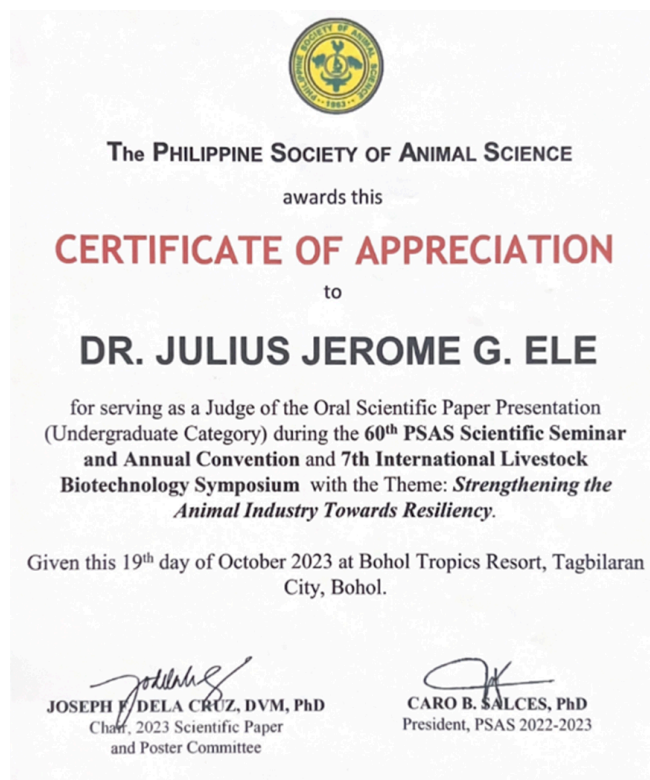 PHILIPPINE SOCIETY OF ANIMAL SCIENCE
1963
The PHILIPPINE SOCIETY OF ANIMAL SCIENCE
awards this
CERTIFICATE OF APPRECIATION
to
DR. JULIUS JEROME G. ELE
for serving as a Judge of the Oral Scientific Paper Presentation
(Undergraduate Category) during the 60th PSAS Scientific Seminar
and Annual Convention and 7th International Livestock
Biotechnology Symposium with the Theme: Strengthening the
Animal Industry Towards Resiliency.
Given this 19th day of October 2023 at Bohol Tropics Resort, Tagbilaran
City, Bohol.
JOSEPH F. DELA CRUZ, DVM, PhD
Chair, 2023 Scientific Paper
and Poster Committee
CARO B. SALCES, PhD
President, PSAS 2022-2023